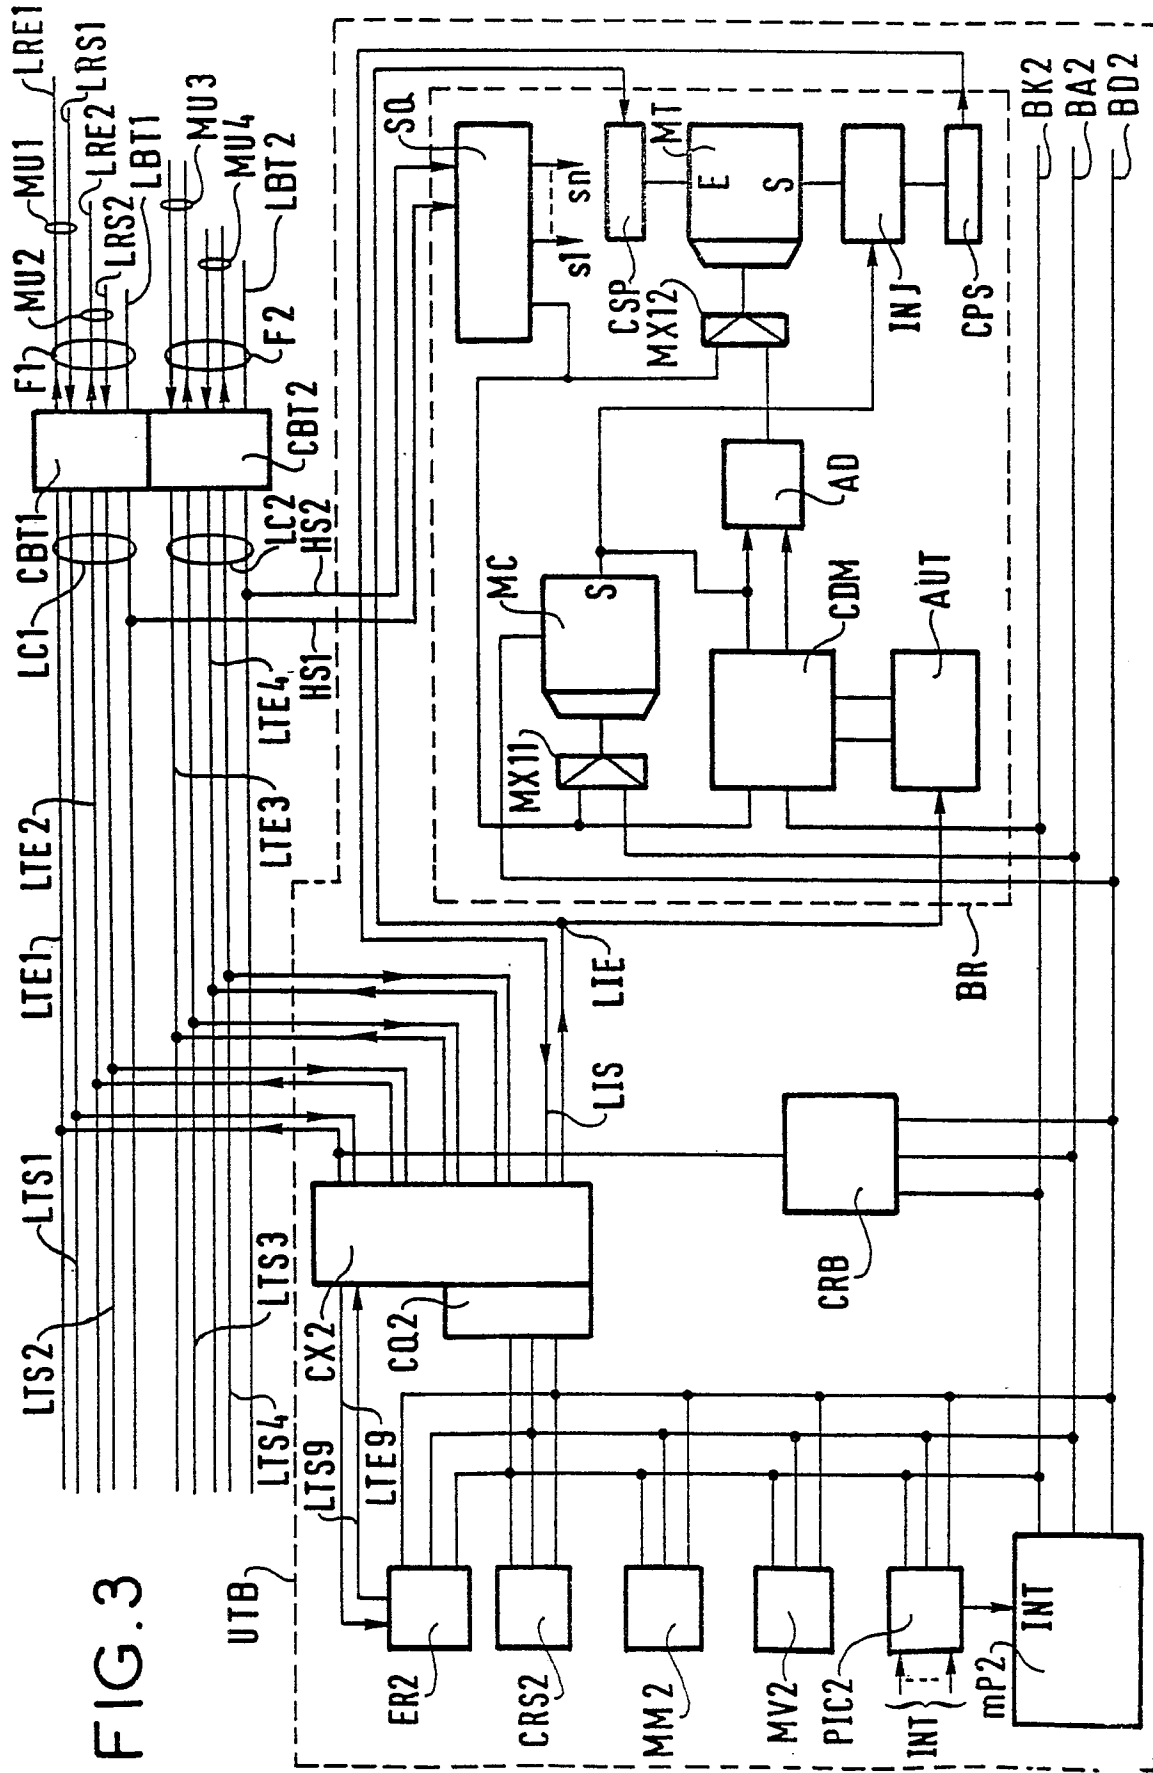 FIG.3
LTS2
LTS1
LTE1
LTE2
LC1
CBT1
F1
MU2
MU1
LRE1
LRS1
LRE2
LRS2
LBT1
MU3
MU4
LBT2
F2
CBT2
LC2
HS2
HS1
LTE4
LTE3
LTS3
LTS4
UTB
LTS9
LTE9
CX2
CQ2
LIS
LIE
SQ
s1
sn
CSP
MT
E
S
MX12
INJ
CPS
MC
S
MX11
AD
CDM
AUT
BR
CRB
ER2
CRS2
MM2
MV2
PIC2
INT
mP2
INT
BK2
BA2
BD2